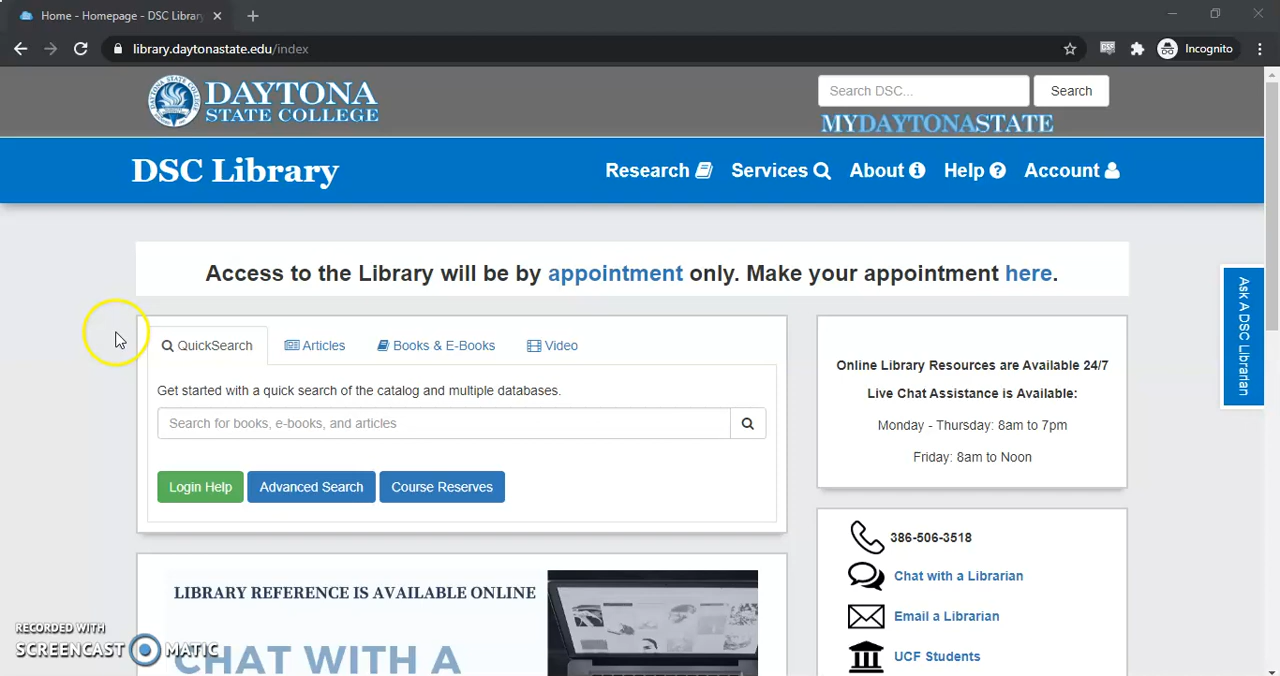 Home - Homepage - DSC Library
library.daytonastate.edu/index
Incognito
DAYTONA
STATE COLLEGE
Search DSC...
Search
MYDAYTONASTATE
DSC Library
Research
Services
About
Help
Account
Access to the Library will be by appointment only. Make your appointment here.
QuickSearch
Articles
Books & E-Books
Video
Get started with a quick search of the catalog and multiple databases.
Search for books, e-books, and articles
Login Help
Advanced Search
Course Reserves
Online Library Resources are Available 24/7
Live Chat Assistance is Available:
Monday - Thursday: 8am to 7pm
Friday: 8am to Noon
Ask A DSC Librarian
386-506-3518
Chat with a Librarian
Email a Librarian
UCF Students
LIBRARY REFERENCE IS AVAILABLE ONLINE
CHAT WITH A
RECORDED WITH
SCREENCAST MATIC